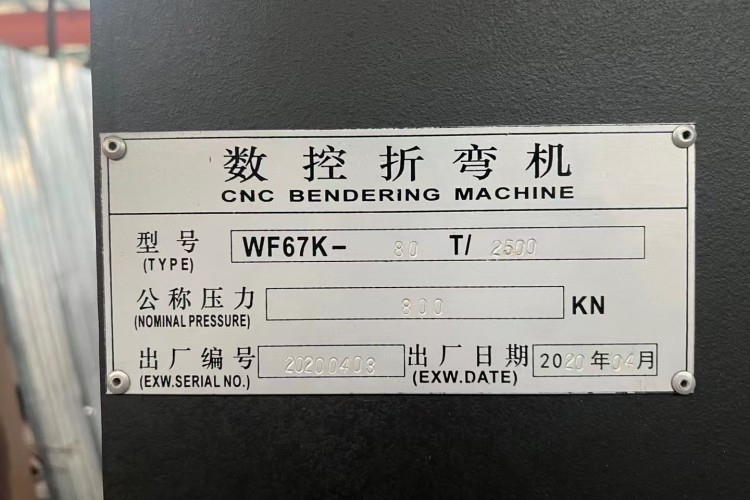 数控折弯机
CNC BENDERING MACHINE
型号 WF67K- 80 T/ 2500
(TYPE)
公称压力 800 KN
(NOMINAL PRESSURE)
出厂编号 20200408 出厂日期 2020年04月
(EXW.SERIAL NO.) (EXW.DATE)